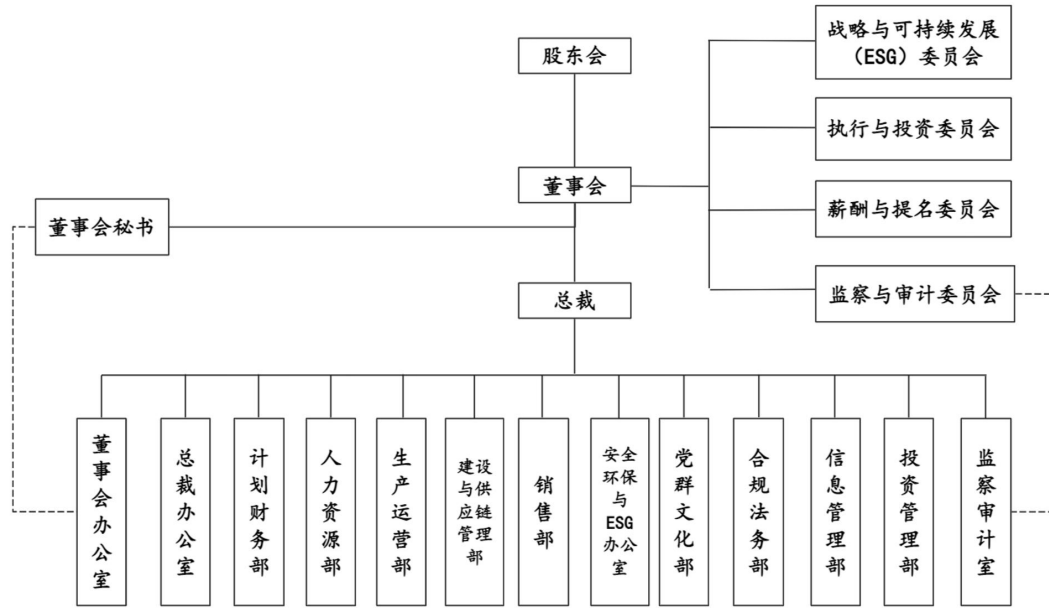 股东会
战略与可持续发展
（ESG）委员会
执行与投资委员会
董事会
薪酬与提名委员会
董事会秘书
总裁
监察与审计委员会
董事会办公室
总裁办公室
计划财务部
人力资源部
生产运营部
建设
与供
应链
管理
部
销售部
安全
环保
与
ESG
办公
室
党群文化部
合规法务部
信息管理部
投资管理部
监察审计室